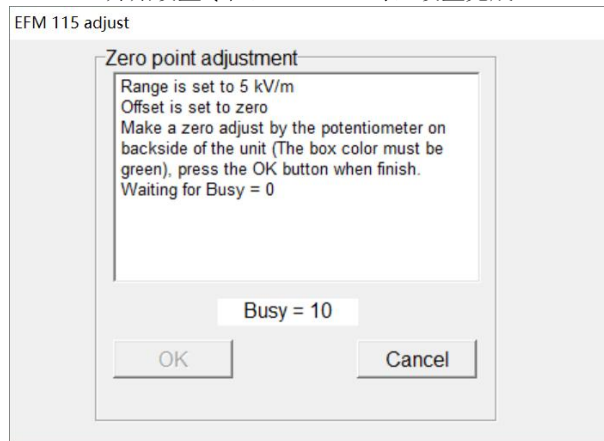 EFM 115 adjust
Zero point adjustment
Range is set to 5 kV/m
Offset is set to zero
Make a zero adjust by the potentiometer on
backside of the unit (The box color must be
green), press the OK button when finish.
Waiting for Busy = 0
Busy = 10
OK
Cancel